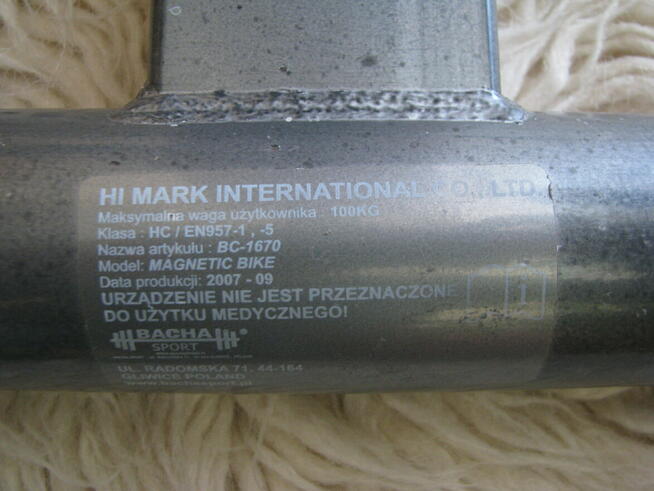 HI MARK INTERNATIONAL CO., LTD.
Maksymalna waga użytkownika : 100KG
Klasa : HC / EN957-1 , -5
Nazwa artykułu : BC-1670
Model: MAGNETIC BIKE
Data produkcji: 2007 - 09
URZĄDZENIE NIE JEST PRZEZNACZONE
DO UŻYTKU MEDYCZNEGO!
1
BACHA
SPORT
UL. RADOMSKA 71, 44-164
GLIWICE POLAND
www.bachasport.pl